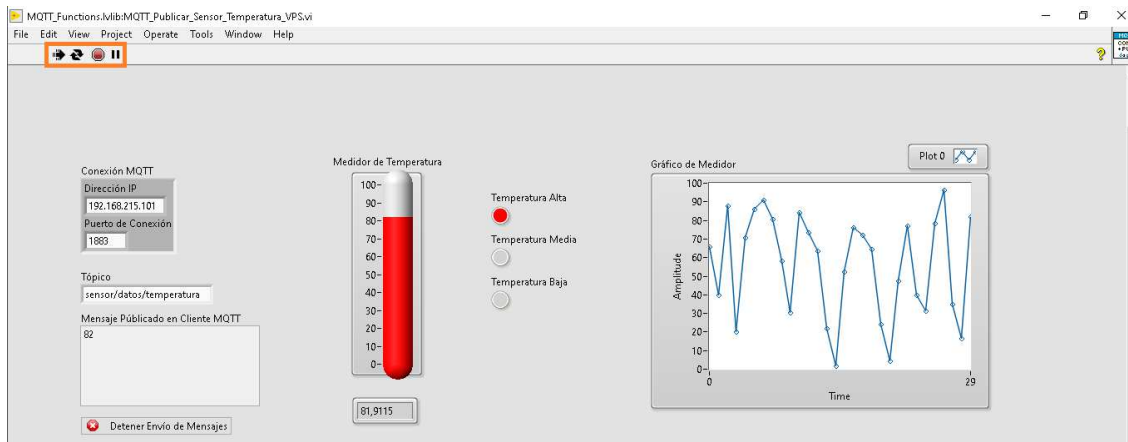 MQTT_Functions.lvlib:MQTT_Publicar_Sensor_Temperatura_VPS.vi
File Edit View Project Operate Tools Window Help
Conexión MQTT
Dirección IP
192.168.215.101
Puerto de Conexión
1883
Tópico
sensor/datos/temperatura
Mensaje Públicado en Cliente MQTT
82
Detener Envío de Mensajes
Medidor de Temperatura
100-
90-
80-
70-
60-
50-
40-
30-
20-
10-
0-
81,9115
Temperatura Alta
Temperatura Media
Temperatura Baja
Gráfico de Medidor
Plot 0
Amplitude
100-
90-
80-
70-
60-
50-
40-
30-
20-
10-
0-
0 29
Time